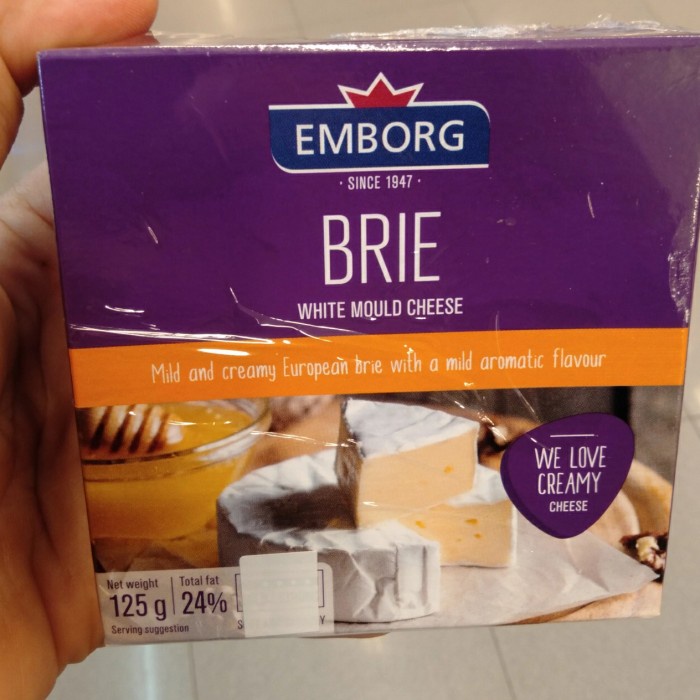 EMBORG
· SINCE 1947 ·
BRIE
WHITE MOULD CHEESE
Mild and creamy European brie with a mild aromatic flavour
WE LOVE
CREAMY
CHEESE
Net weight
125 g
Total fat
24%
Serving suggestion